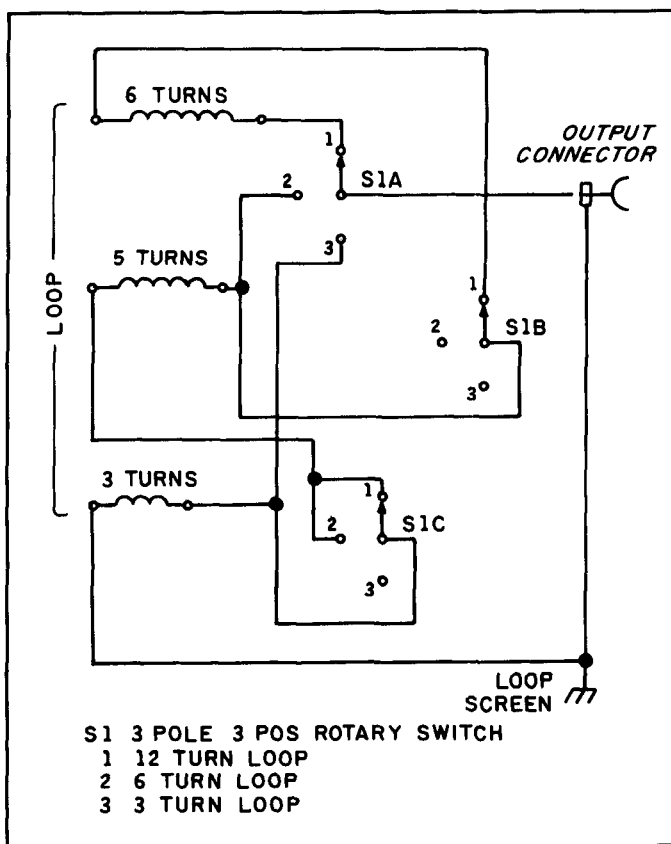 6 TURNS
OUTPUT
CONNECTOR
1
2
S1A
3
5 TURNS
LOOP
1
2
S1B
3
3 TURNS
1
2
S1C
3
LOOP
SCREEN
S1 3 POLE 3 POS ROTARY SWITCH
1 12 TURN LOOP
2 6 TURN LOOP
3 3 TURN LOOP